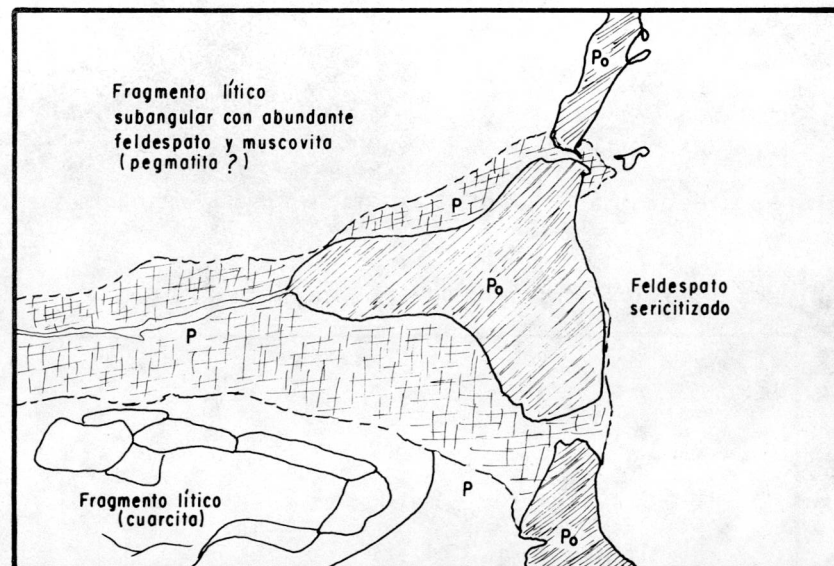 Po
Fragmento lítico
subangular con abundante
feldespato y muscovita
(pegmatita ?)
P
Po
Feldespato
sericitizado
P
Fragmento lítico
(cuarcita)
P
Po